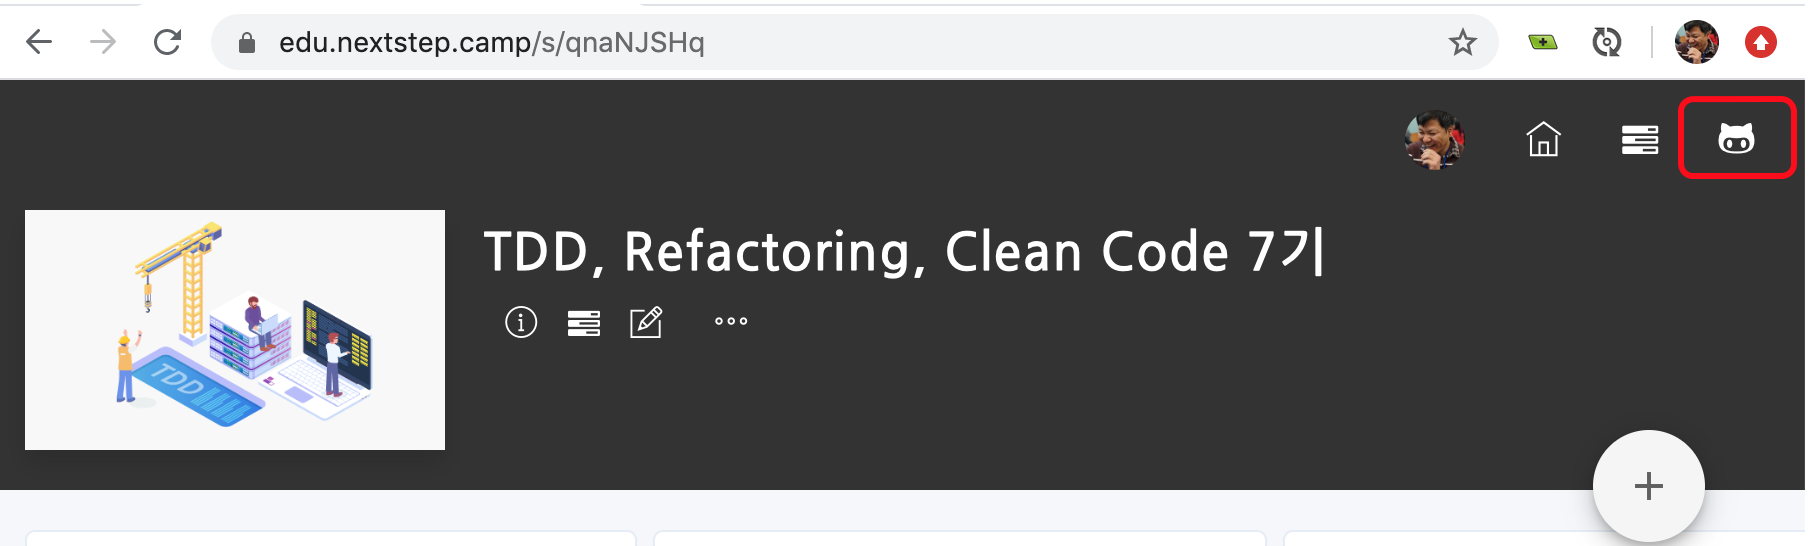 edu.nextstep.camp/s/qnaNJSHq
TDD, Refactoring, Clean Code 7기
TDD